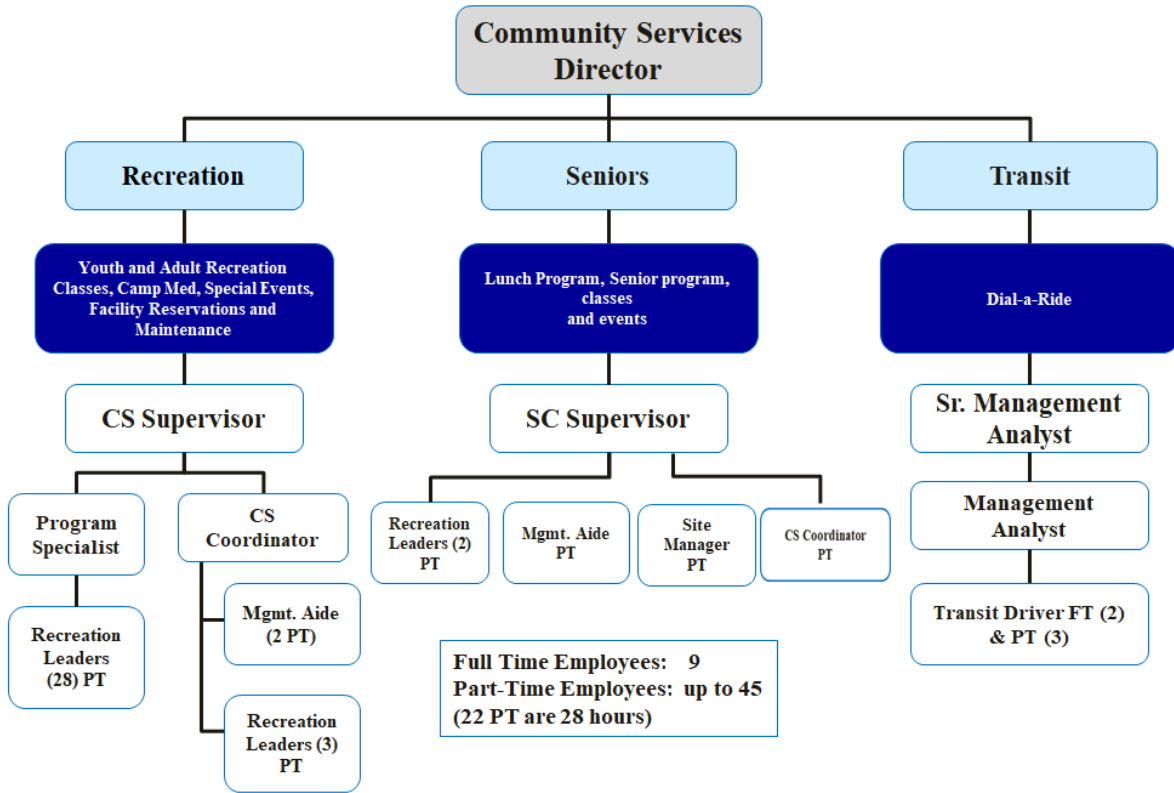 Community Services
Director
Recreation
Seniors
Transit
Youth and Adult Recreation
Classes, Camp Med, Special Events,
Facility Reservations and
Maintenance
Lunch Program, Senior program,
classes
and events
Dial-a-Ride
CS Supervisor
SC Supervisor
Sr. Management
Analyst
Program
Specialist
CS
Coordinator
Recreation
Leaders (2)
PT
Mgmt. Aide
PT
Site
Manager
PT
CS Coordinator
PT
Management
Analyst
Recreation
Leaders
(28) PT
Mgmt. Aide
(2 PT)
Transit Driver FT (2)
& PT (3)
Recreation
Leaders (3)
PT
Full Time Employees: 9
Part-Time Employees: up to 45
(22 PT are 28 hours)